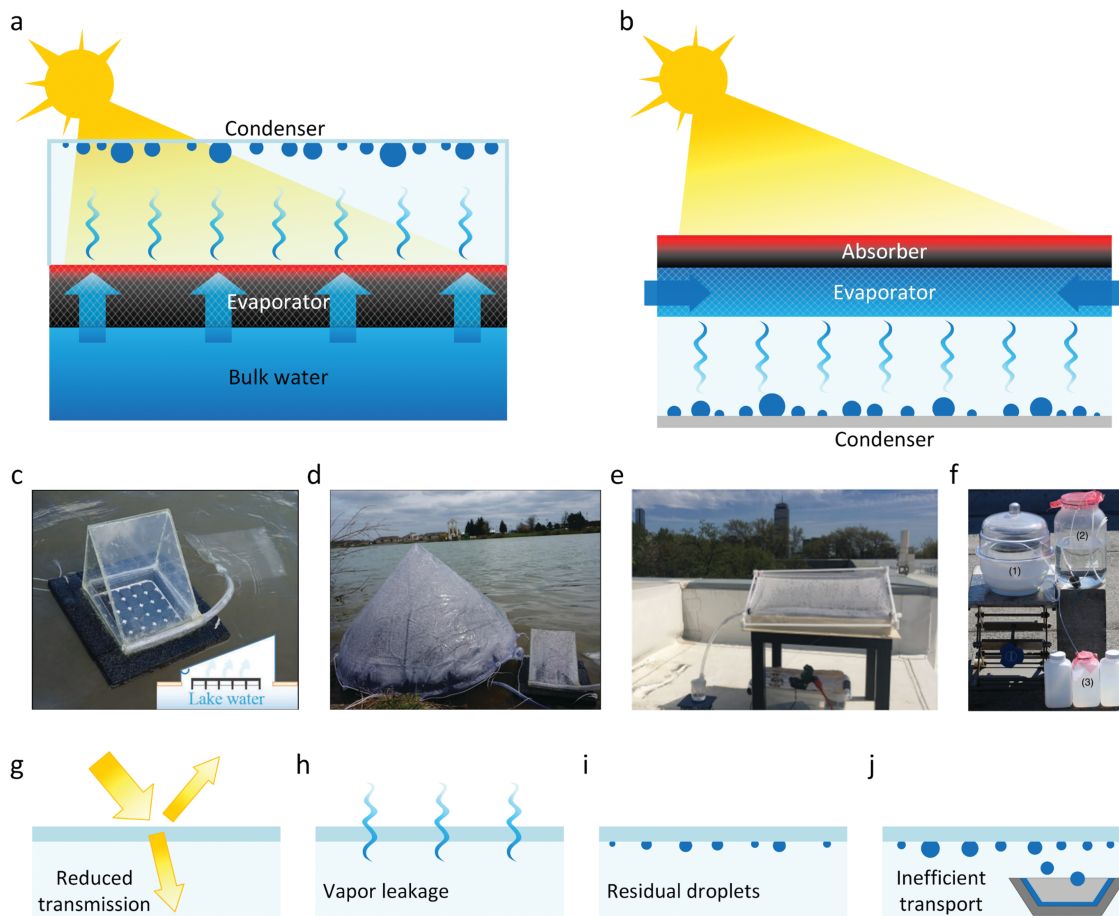 a
b
Condenser
Absorber
Evaporator
Evaporator
Bulk water
Condenser
c
d
e
f
(1)
(2)
(3)
Lake water
g
h
i
j
Reduced
transmission
Vapor leakage
Residual droplets
Inefficient
transport